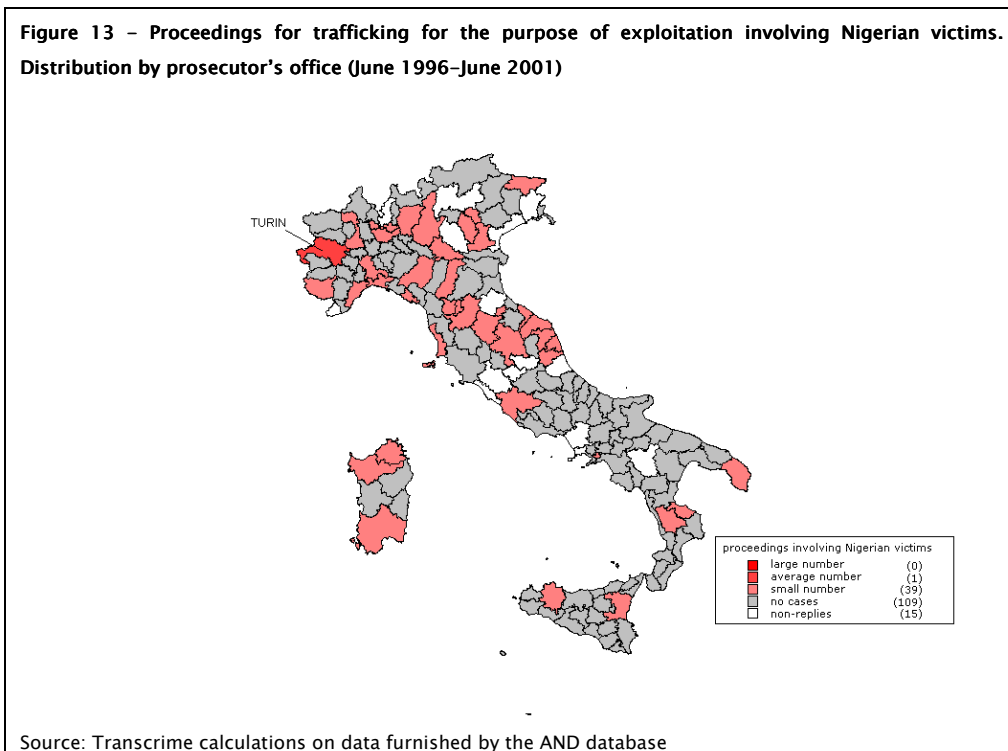 Figure 13 – Proceedings for trafficking for the purpose of exploitation involving Nigerian victims.
Distribution by prosecutor's office (June 1996–June 2001)
TURIN
proceedings involving Nigerian victims
large number (0)
average number (1)
small number (39)
no cases (109)
non-replies (15)
Source: Transcrime calculations on data furnished by the AND database